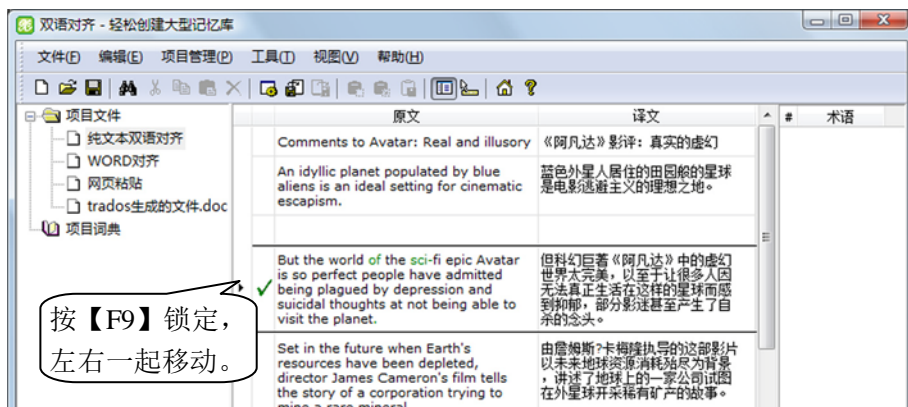 双语对齐 - 轻松创建大型记忆库
文件(F) 编辑(E) 项目管理(P) 工具(T) 视图(V) 帮助(H)
项目文件
纯文本双语对齐
WORD对齐
网页粘贴
trados生成的文件.doc
项目词典
原文 译文
Comments to Avatar: Real and illusory
《阿凡达》影评：真实的虚幻
An idyllic planet populated by blue
aliens is an ideal setting for cinematic
escapism.
蓝色外星人居住的田园般的星球
是电影逃避主义的理想之地。
But the world of the sci-fi epic Avatar
is so perfect people have admitted
being plagued by depression and
suicidal thoughts at not being able to
visit the planet.
但科幻巨著《阿凡达》中的虚幻
世界太完美，以至于让很多人因
无法真正生活在这样的星球而感
到抑郁，部分影迷甚至产生了自
杀的念头。
Set in the future when Earth's
resources have been depleted,
director James Cameron's film tells
the story of a corporation trying to
mine a rare mineral
由詹姆斯?卡梅隆执导的这部影片
以未来地球资源消耗殆尽为背景
，讲述了地球上的一家公司试图
在外星球开采稀有矿产的故事。
# 术语
按【F9】锁定，
左右一起移动。